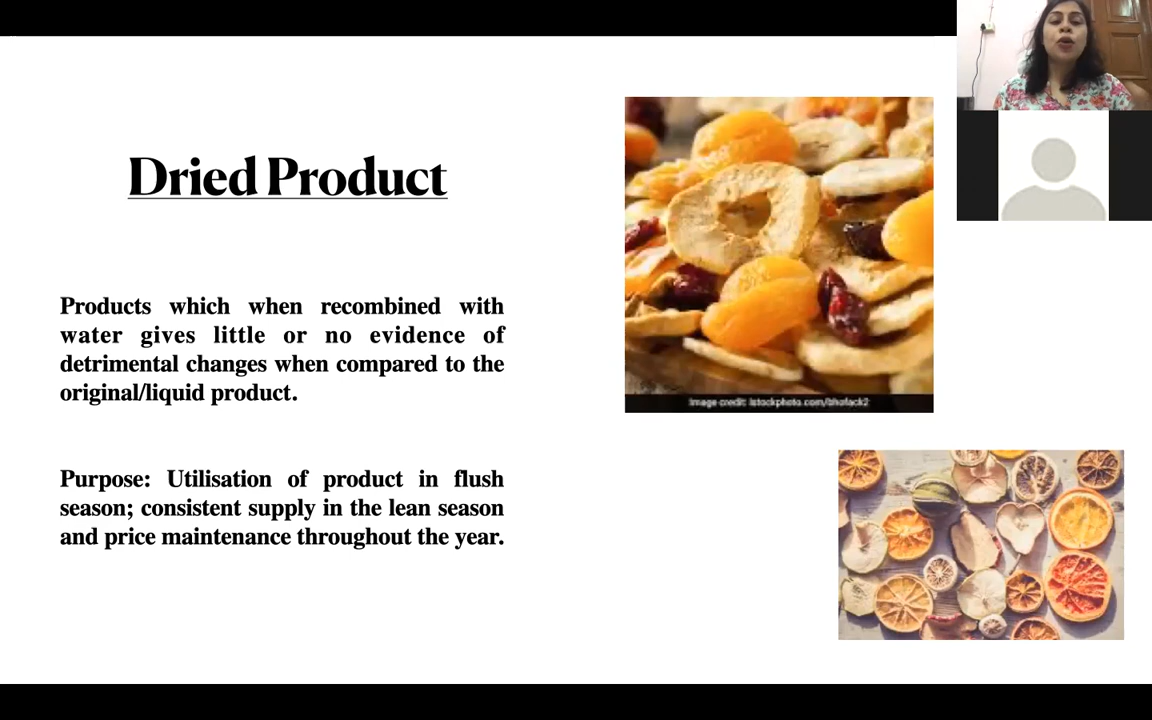 Dried Product
Products which when recombined with
water gives little or no evidence of
detrimental changes when compared to the
original/liquid product.
Purpose: Utilisation of product in flush
season; consistent supply in the lean season
and price maintenance throughout the year.
Image credit: istockphoto.com/bhofack2